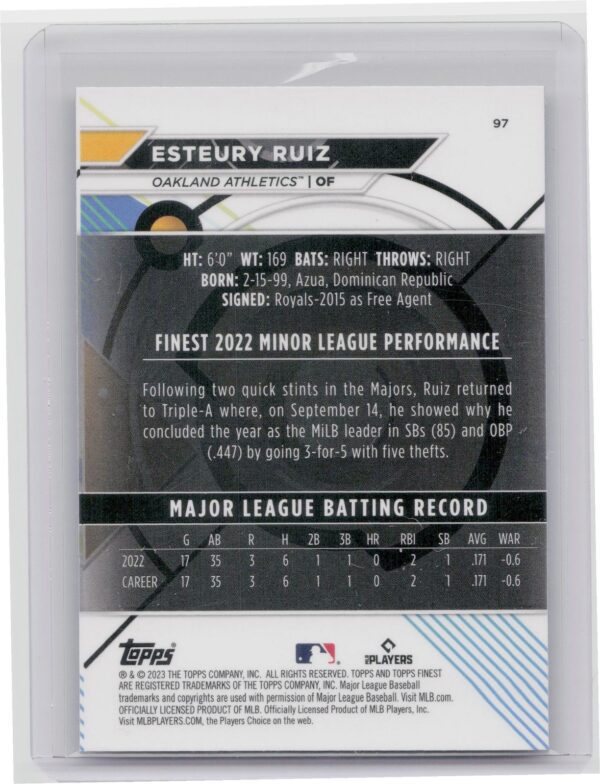 97
ESTEURY RUIZ
OAKLAND ATHLETICS™ | OF
HT: 6'0" WT: 169 BATS: RIGHT THROWS: RIGHT
BORN: 2-15-99, Azua, Dominican Republic
SIGNED: Royals-2015 as Free Agent
FINEST 2022 MINOR LEAGUE PERFORMANCE
Following two quick stints in the Majors, Ruiz returned
to Triple-A where, on September 14, he showed why he
concluded the year as the MiLB leader in SBs (85) and OBP
(.447) by going 3-for-5 with five thefts.
MAJOR LEAGUE BATTING RECORD
G AB R H 2B 3B HR RBI SB AVG WAR
2022 17 35 3 6 1 1 0 2 1 .171 -0.6
CAREER 17 35 3 6 1 1 0 2 1 .171 -0.6
Topps PLAYERS
® & © 2023 THE TOPPS COMPANY, INC. ALL RIGHTS RESERVED. TOPPS AND TOPPS FINEST
ARE REGISTERED TRADEMARKS OF THE TOPPS COMPANY, INC. Major League Baseball
trademarks and copyrights are used with permission of Major League Baseball. Visit MLB.com.
OFFICIALLY LICENSED PRODUCT OF MLB. Officially Licensed Product of MLB Players, Inc.
Visit MLBPLAYERS.COM, the Players Choice on the web.